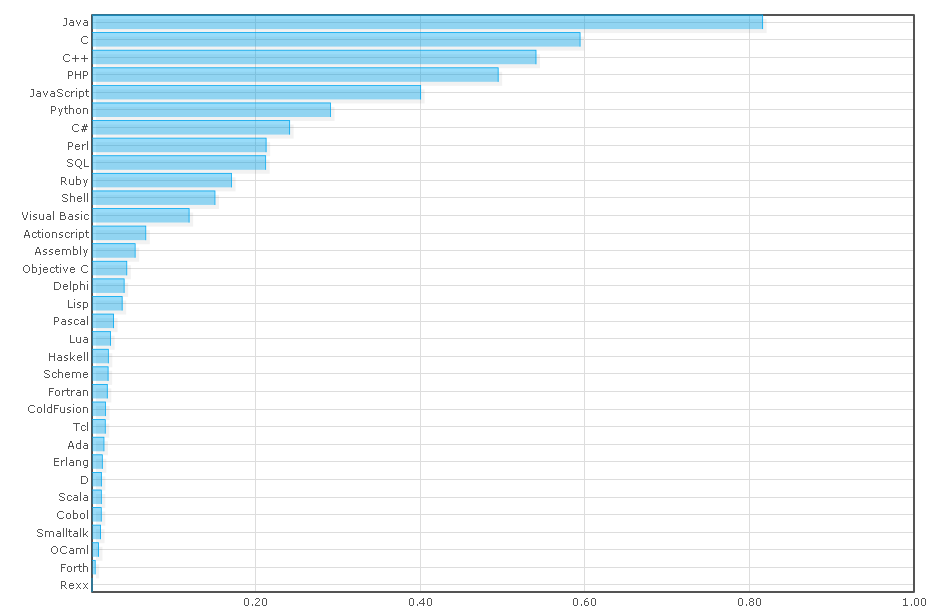 Java
C
C++
PHP
JavaScript
Python
C#
Perl
SQL
Ruby
Shell
Visual Basic
Actionscript
Assembly
Objective C
Delphi
Lisp
Pascal
Lua
Haskell
Scheme
Fortran
ColdFusion
Tcl
Ada
Erlang
D
Scala
Cobol
Smalltalk
OCaml
Forth
Rexx
0.20 0.40 0.60 0.80 1.00